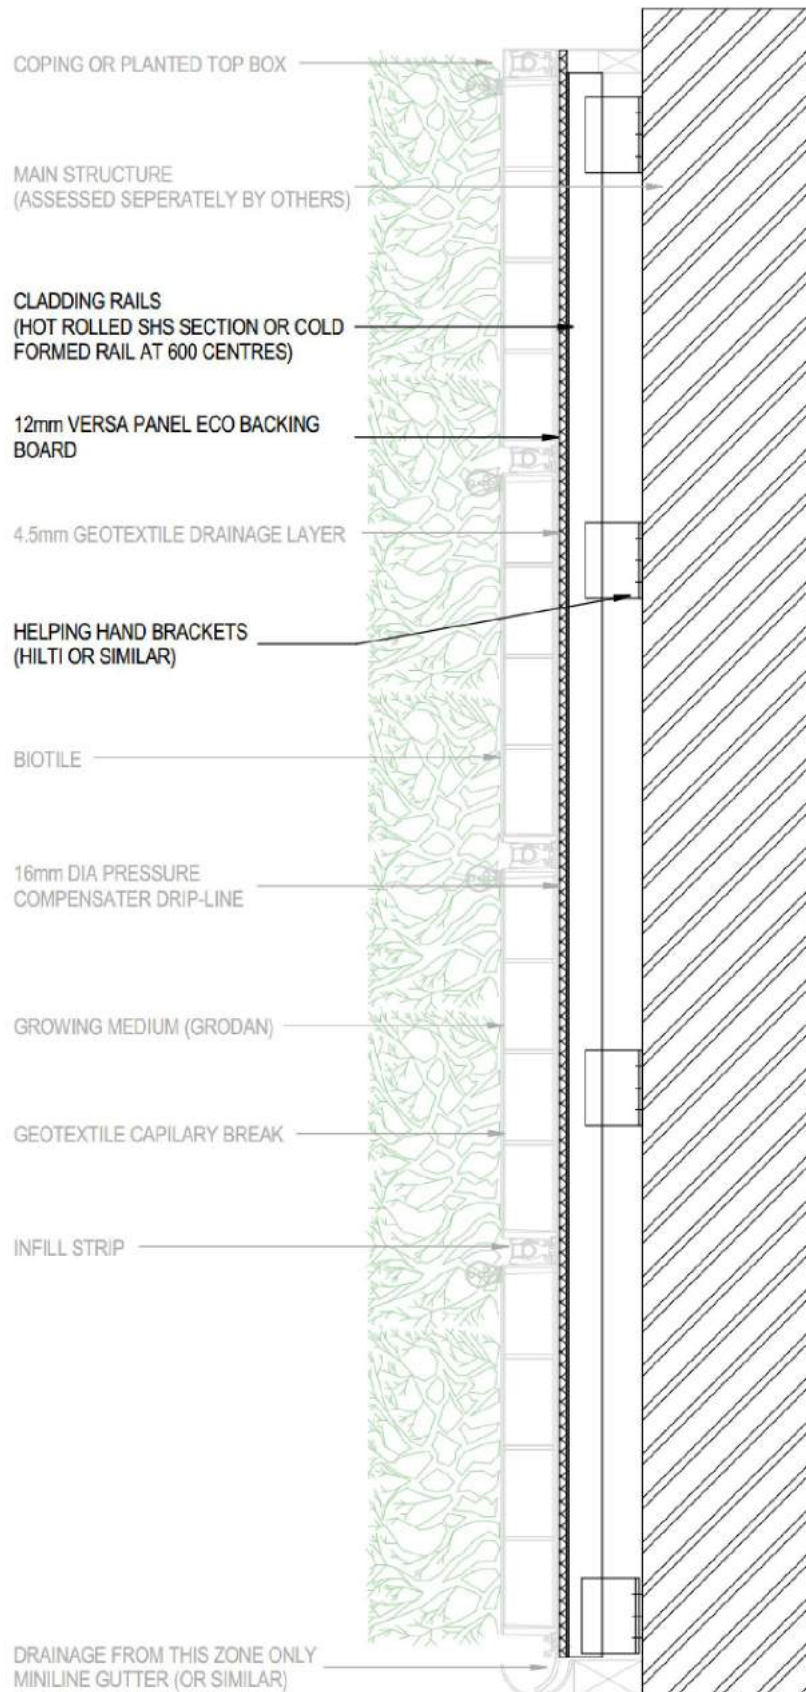 COPING OR PLANTED TOP BOX
MAIN STRUCTURE
(ASSESSED SEPERATELY BY OTHERS)
CLADDING RAILS
(HOT ROLLED SHS SECTION OR COLD
FORMED RAIL AT 600 CENTRES)
12mm VERSA PANEL ECO BACKING
BOARD
4.5mm GEOTEXTILE DRAINAGE LAYER
HELPING HAND BRACKETS
(HILTI OR SIMILAR)
BIOTILE
16mm DIA PRESSURE
COMPENSATER DRIP-LINE
GROWING MEDIUM (GRODAN)
GEOTEXTILE CAPILARY BREAK
INFILL STRIP
DRAINAGE FROM THIS ZONE ONLY
MINILINE GUTTER (OR SIMILAR)